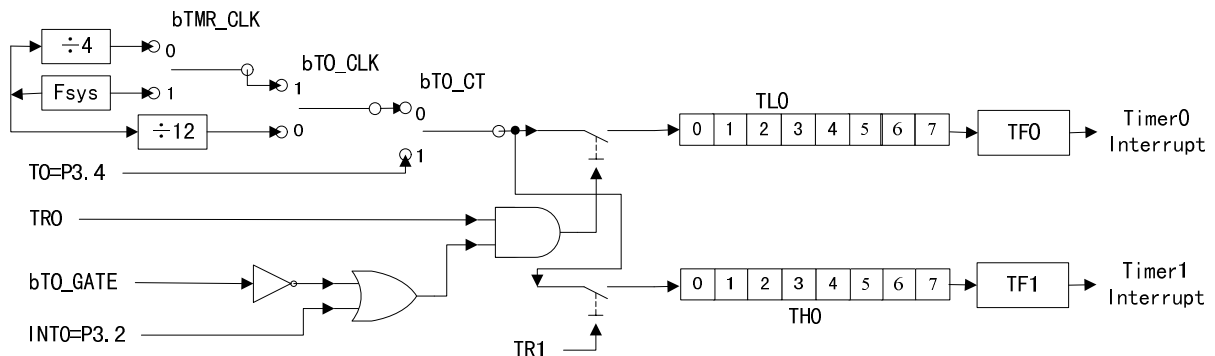 bTMR_CLK
÷4
0
bT0_CLK
bT0_CT
Fsys
1
1
0
÷12
0
TL0
0 1 2 3 4 5 6 7
TF0
Timer0
Interrupt
T0=P3.4
1
TR0
bT0_GATE
0 1 2 3 4 5 6 7
TF1
Timer1
Interrupt
INT0=P3.2
TH0
TR1